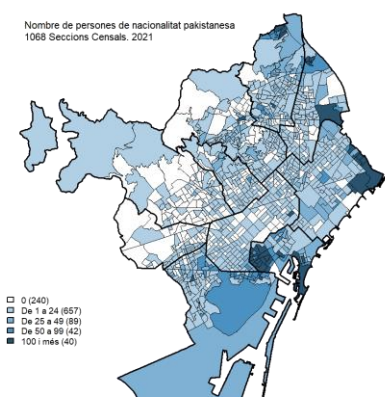 Nombre de persones de nacionalitat pakistanesa
1068 Seccions Censals. 2021
0 (240)
De 1 a 24 (657)
De 25 a 49 (89)
De 50 a 99 (42)
100 i més (40)